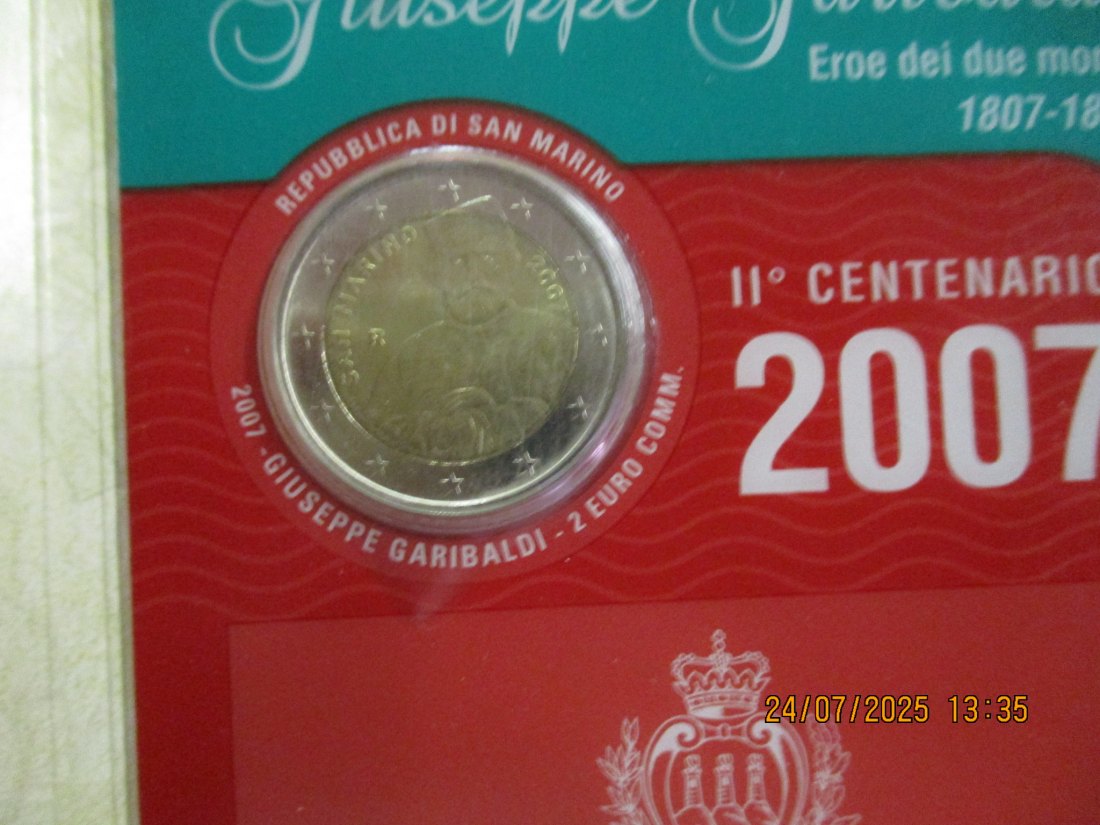 Giuseppe
Eroe dei due mon
1807-18
REPUBBLICA DI SAN MARINO
SAN MARINO
2007
R
2007 - GIUSEPPE GARIBALDI - 2 EURO COMM.
II° CENTENARIO
2007
24/07/2025 13:35